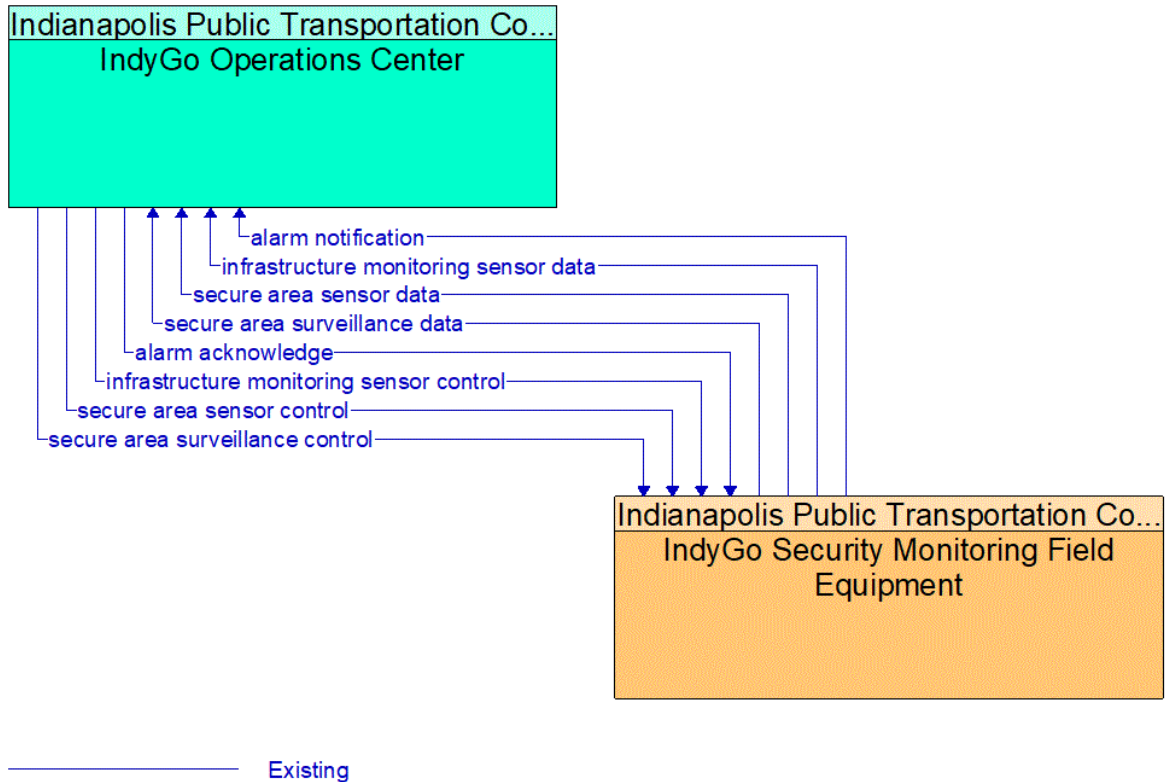 Indianapolis Public Transportation Co...
IndyGo Operations Center
alarm notification
infrastructure monitoring sensor data
secure area sensor data
secure area surveillance data
alarm acknowledge
infrastructure monitoring sensor control
secure area sensor control
secure area surveillance control
Indianapolis Public Transportation Co...
IndyGo Security Monitoring Field
Equipment
Existing